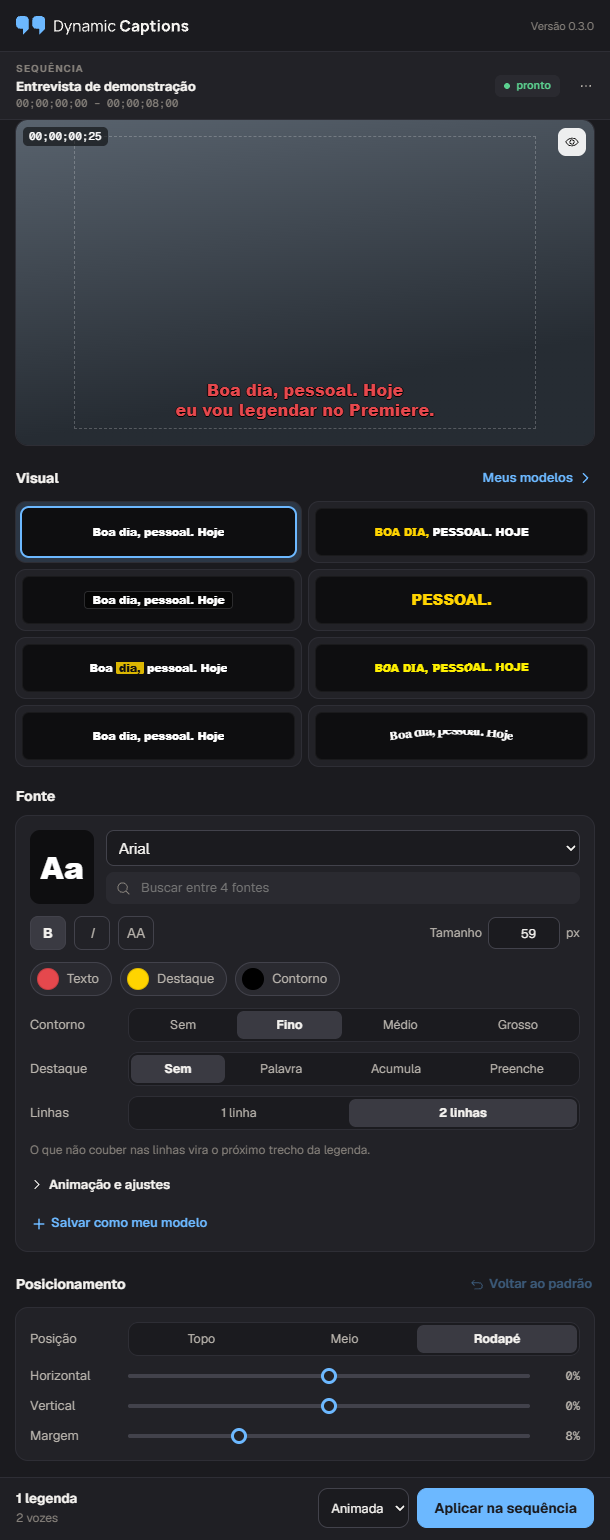 Dynamic Captions
Versão 0.3.0
SEQUÊNCIA
Entrevista de demonstração
00;00;00;00 – 00;00;08;00
pronto
...
00;00;00;25
Boa dia, pessoal. Hoje
eu vou legendar no Premiere.
Visual
Meus modelos
Boa dia, pessoal. Hoje
BOA DIA, PESSOAL. HOJE
Boa dia, pessoal. Hoje
PESSOAL.
Boa dia, pessoal. Hoje
BOA DIA, PESSOAL. HOJE
Boa dia, pessoal. Hoje
Boa dia, pessoal. Hoje
Fonte
Aa
Arial
Buscar entre 4 fontes
B
I
AA
Tamanho 59 px
Texto
Destaque
Contorno
Contorno
Sem
Fino
Médio
Grosso
Destaque
Sem
Palavra
Acumula
Preenche
Linhas
1 linha
2 linhas
O que não couber nas linhas vira o próximo trecho da legenda.
Animação e ajustes
Salvar como meu modelo
Posicionamento
Voltar ao padrão
Posição
Topo
Meio
Rodapé
Horizontal
0%
Vertical
0%
Margem
8%
1 legenda
2 vozes
Animada
Aplicar na sequência